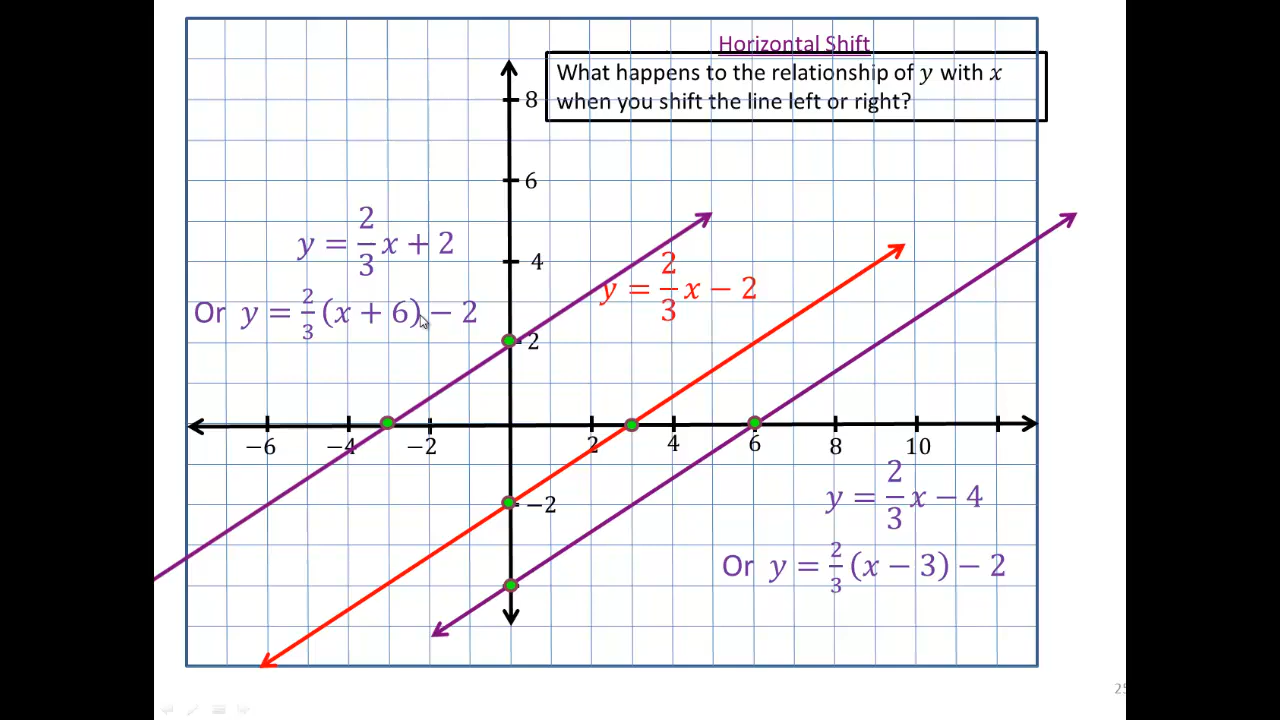 Horizontal Shift
What happens to the relationship of y with x
when you shift the line left or right?
8
6
y = 2/3 x + 2
4
y = 2/3 x − 2
Or y = 2/3 (x + 6) − 2
2
−6 −4 −2 2 4 6 8 10
−2
y = 2/3 x − 4
Or y = 2/3 (x − 3) − 2